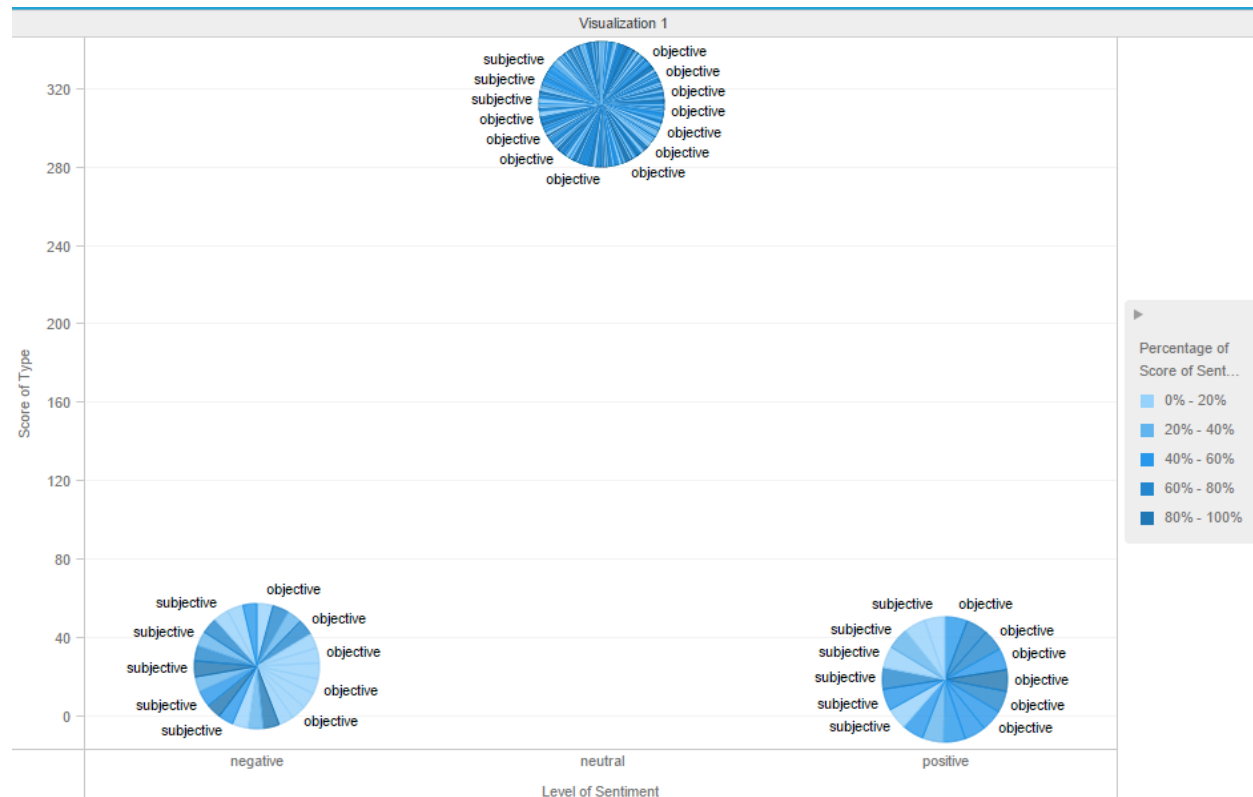 Visualization 1
Score of Type
320
280
240
200
160
120
80
40
0
subjective
subjective
subjective
objective
objective
objective
objective
objective
objective
objective
objective
objective
objective
objective
objective
subjective
subjective
subjective
subjective
subjective
objective
objective
objective
objective
objective
subjective
subjective
subjective
subjective
subjective
subjective
objective
objective
objective
objective
objective
objective
negative
neutral
positive
Level of Sentiment
Percentage of
Score of Sent...
0% - 20%
20% - 40%
40% - 60%
60% - 80%
80% - 100%